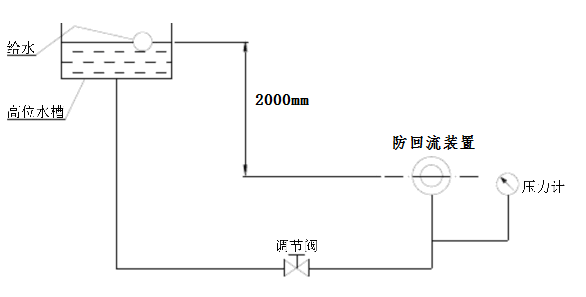 给水
高位水槽
2000mm
防回流装置
压力计
调节阀